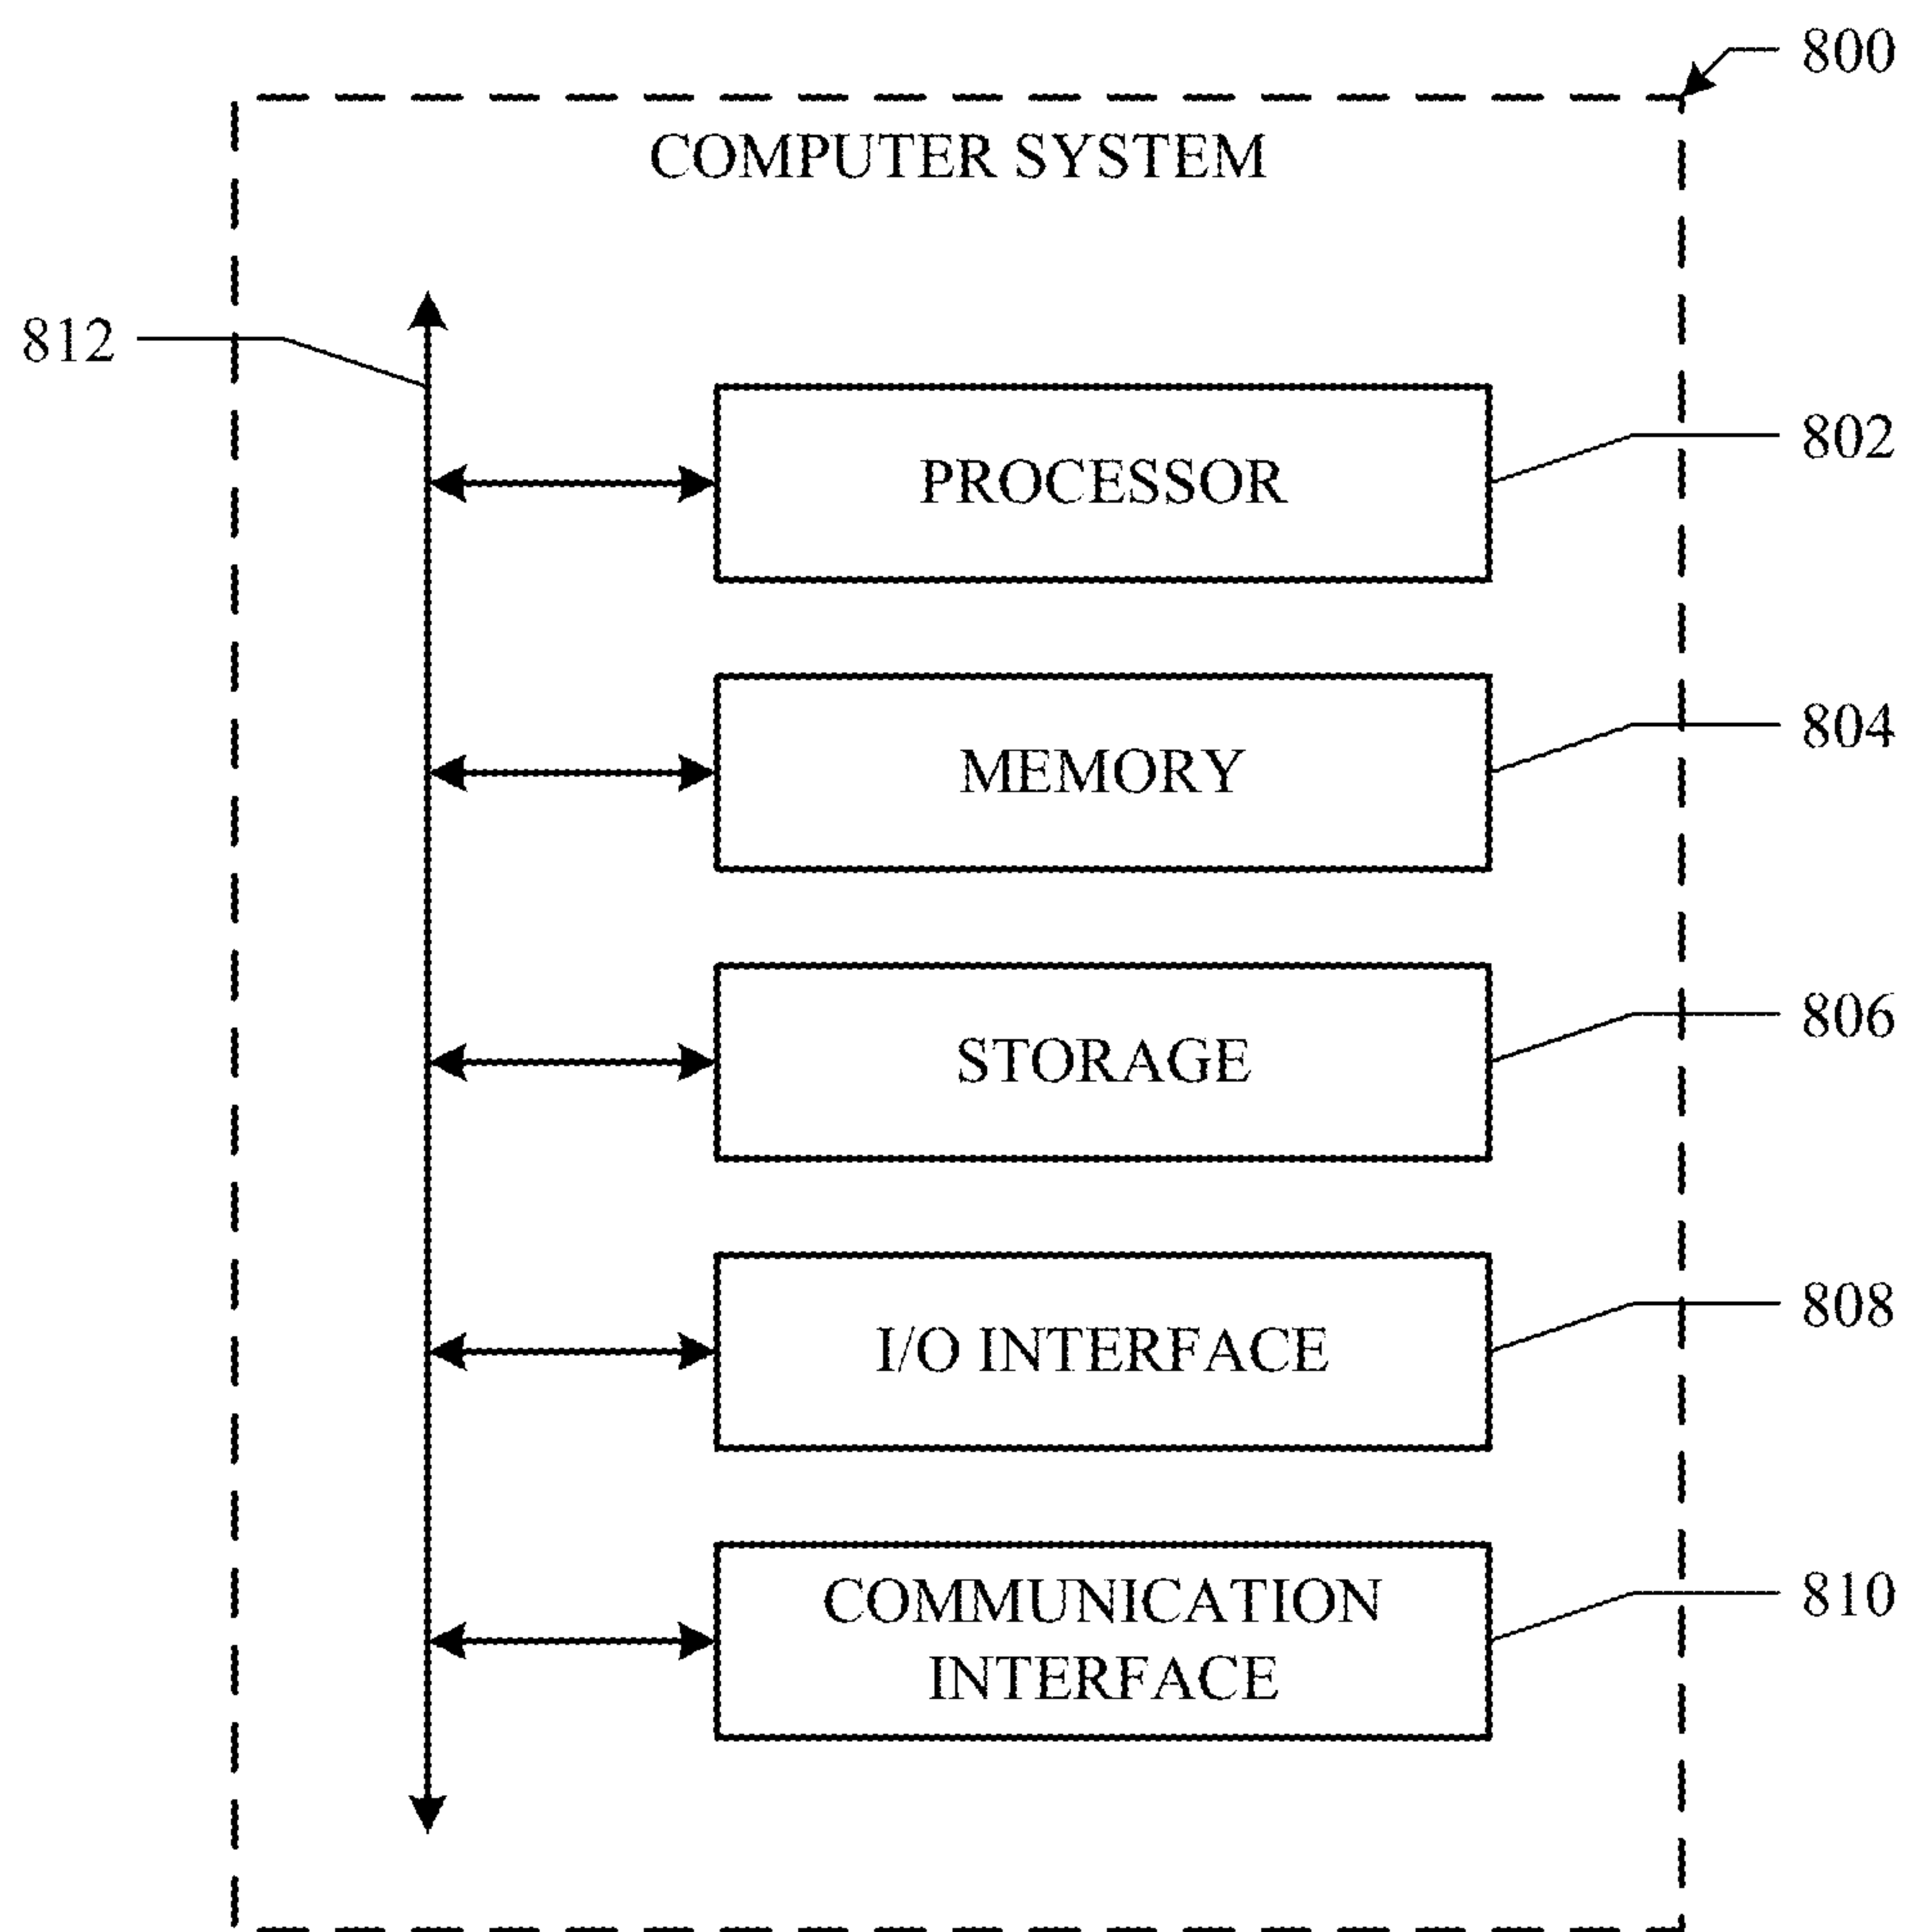 800
COMPUTER SYSTEM
812
802
PROCESSOR
804
MEMORY
806
STORAGE
808
I/O INTERFACE
810
COMMUNICATION
INTERFACE